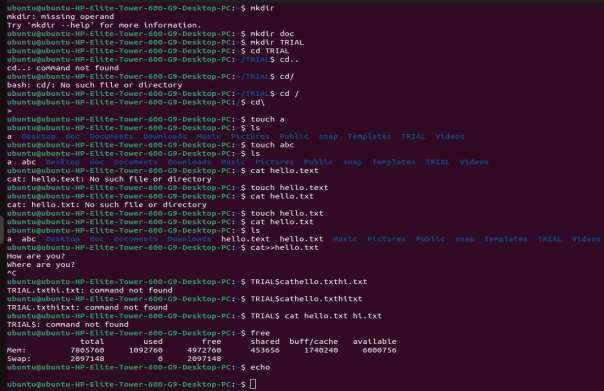 ubuntu@ubuntu-HP-Elite-Tower-600-G9-Desktop-PC:~$ mkdir
mkdir: missing operand
Try 'mkdir --help' for more information.
ubuntu@ubuntu-HP-Elite-Tower-600-G9-Desktop-PC:~$ mkdir doc
ubuntu@ubuntu-HP-Elite-Tower-600-G9-Desktop-PC:~$ mkdir TRIAL
ubuntu@ubuntu-HP-Elite-Tower-600-G9-Desktop-PC:~$ cd TRIAL
ubuntu@ubuntu-HP-Elite-Tower-600-G9-Desktop-PC:~/TRIAL$ cd..
cd..: command not found
ubuntu@ubuntu-HP-Elite-Tower-600-G9-Desktop-PC:~/TRIAL$ cd/
bash: cd/: No such file or directory
ubuntu@ubuntu-HP-Elite-Tower-600-G9-Desktop-PC:~/TRIAL$ cd /
ubuntu@ubuntu-HP-Elite-Tower-600-G9-Desktop-PC:/$ cd\
>
ubuntu@ubuntu-HP-Elite-Tower-600-G9-Desktop-PC:~$ touch a
ubuntu@ubuntu-HP-Elite-Tower-600-G9-Desktop-PC:~$ ls
a Desktop doc Documents Downloads Music Pictures Public snap Templates TRIAL Videos
ubuntu@ubuntu-HP-Elite-Tower-600-G9-Desktop-PC:~$ touch abc
ubuntu@ubuntu-HP-Elite-Tower-600-G9-Desktop-PC:~$ ls
a abc Desktop doc Documents Downloads Music Pictures Public snap Templates TRIAL Videos
ubuntu@ubuntu-HP-Elite-Tower-600-G9-Desktop-PC:~$ cat hello.text
cat: hello.text: No such file or directory
ubuntu@ubuntu-HP-Elite-Tower-600-G9-Desktop-PC:~$ touch hello.text
ubuntu@ubuntu-HP-Elite-Tower-600-G9-Desktop-PC:~$ cat hello.txt
cat: hello.txt: No such file or directory
ubuntu@ubuntu-HP-Elite-Tower-600-G9-Desktop-PC:~$ touch hello.txt
ubuntu@ubuntu-HP-Elite-Tower-600-G9-Desktop-PC:~$ cat hello.txt
ubuntu@ubuntu-HP-Elite-Tower-600-G9-Desktop-PC:~$ ls
a abc Desktop doc Documents Downloads hello.text hello.txt Music Pictures Public snap Templates TRIAL Videos
ubuntu@ubuntu-HP-Elite-Tower-600-G9-Desktop-PC:~$ cat>>hello.txt
How are you?
Where are you?
^C
ubuntu@ubuntu-HP-Elite-Tower-600-G9-Desktop-PC:~$ TRIAL$cathello.txthi.txt
TRIAL.txthi.txt: command not found
ubuntu@ubuntu-HP-Elite-Tower-600-G9-Desktop-PC:~$ TRIAL$cathello.txthitxt
TRIAL.txthitxt: command not found
ubuntu@ubuntu-HP-Elite-Tower-600-G9-Desktop-PC:~$ TRIAL$ cat hello.txt hi.txt
TRIAL$: command not found
ubuntu@ubuntu-HP-Elite-Tower-600-G9-Desktop-PC:~$ free
total used free shared buff/cache available
Mem: 7805760 1092760 4972760 453656 1740240 6000756
Swap: 2097148 0 2097148
ubuntu@ubuntu-HP-Elite-Tower-600-G9-Desktop-PC:~$ echo

ubuntu@ubuntu-HP-Elite-Tower-600-G9-Desktop-PC:~$